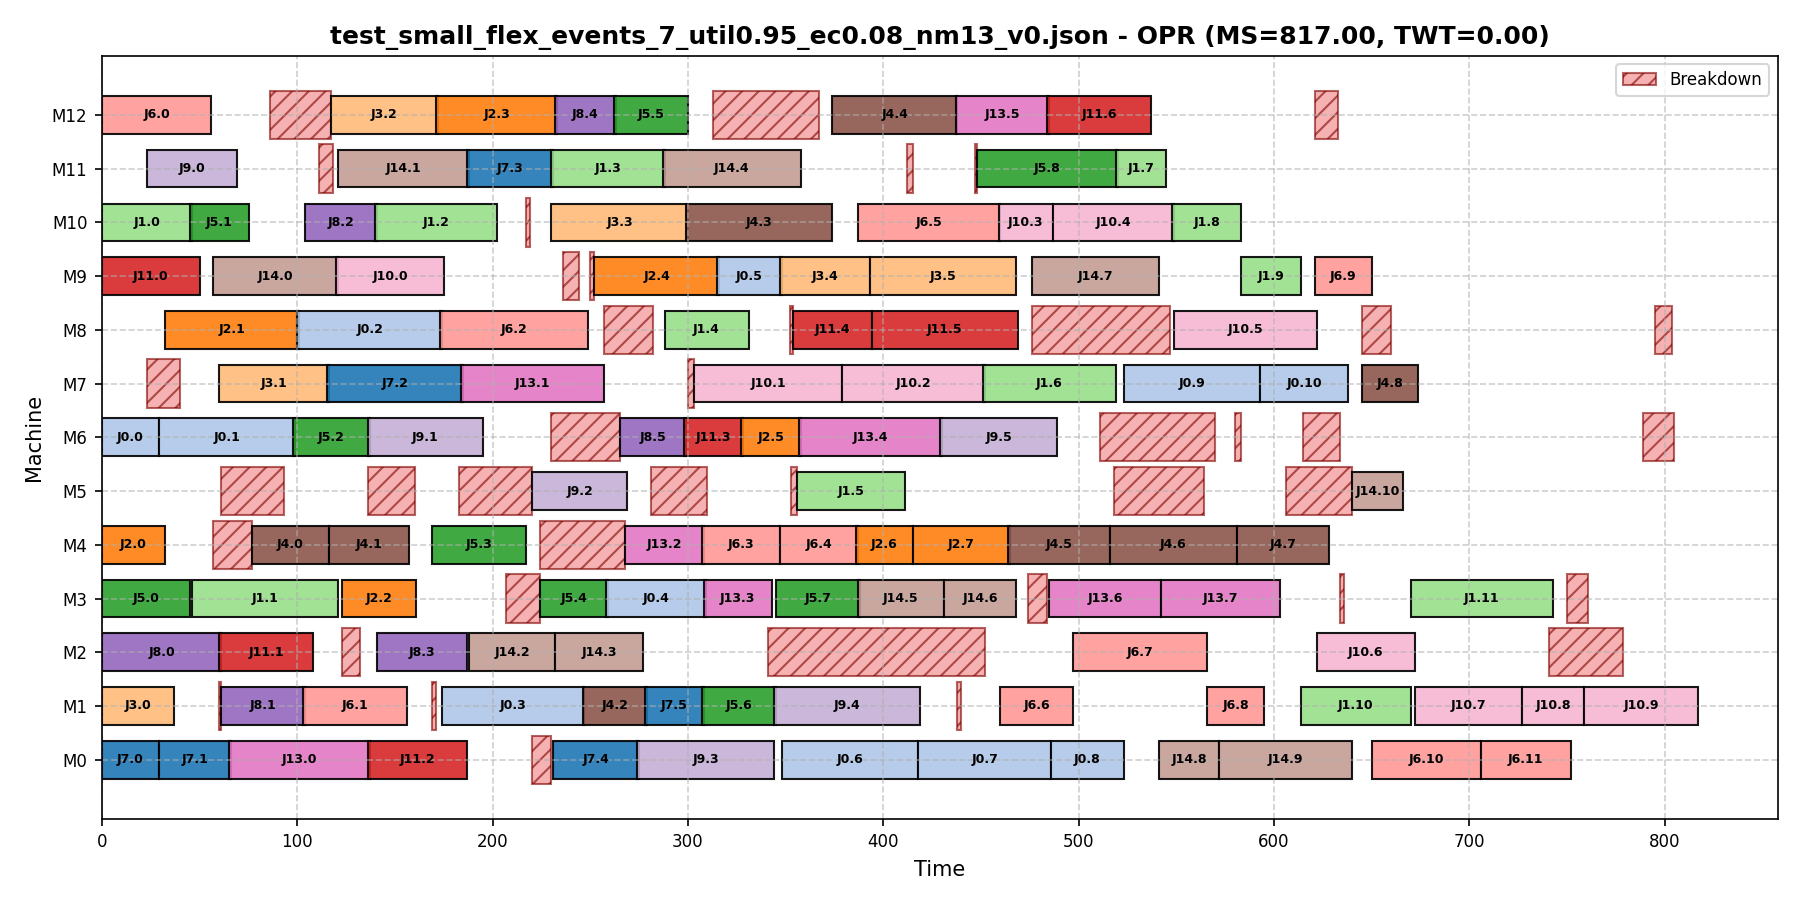 test_small_flex_events_7_util0.95_ec0.08_nm13_v0.json - OPR (MS=817.00, TWT=0.00)
Breakdown
Machine
M12 J6.0 J3.2 J2.3 J8.4 J5.5 J4.4 J13.5 J11.6
M11 J9.0 J14.1 J7.3 J1.3 J14.4 J5.8 J1.7
M10 J1.0 J5.1 J8.2 J1.2 J3.3 J4.3 J6.5 J10.3 J10.4 J1.8
M9 J11.0 J14.0 J10.0 J2.4 J0.5 J3.4 J3.5 J14.7 J1.9 J6.9
M8 J2.1 J0.2 J6.2 J1.4 J11.4 J11.5 J10.5
M7 J3.1 J7.2 J13.1 J10.1 J10.2 J1.6 J0.9 J0.10 J4.8
M6 J0.0 J0.1 J5.2 J9.1 J8.5 J11.3 J2.5 J13.4 J9.5
M5 J9.2 J1.5 J14.10
M4 J2.0 J4.0 J4.1 J5.3 J13.2 J6.3 J6.4 J2.6 J2.7 J4.5 J4.6 J4.7
M3 J5.0 J1.1 J2.2 J5.4 J0.4 J13.3 J5.7 J14.5 J14.6 J13.6 J13.7 J1.11
M2 J8.0 J11.1 J8.3 J14.2 J14.3 J6.7 J10.6
M1 J3.0 J8.1 J6.1 J0.3 J4.2 J7.5 J5.6 J9.4 J6.6 J6.8 J1.10 J10.7 J10.8 J10.9
M0 J7.0 J7.1 J13.0 J11.2 J7.4 J9.3 J0.6 J0.7 J0.8 J14.8 J14.9 J6.10 J6.11
0 100 200 300 400 500 600 700 800
Time